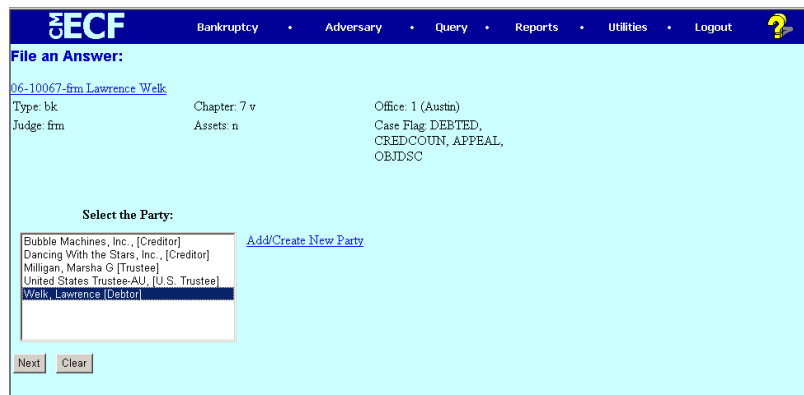 CM ECF Bankruptcy • Adversary • Query • Reports • Utilities • Logout ?
File an Answer:
06-10067-frm Lawrence Welk
Type: bk Chapter: 7 v Office: 1 (Austin)
Judge: frm Assets: n Case Flag: DEBTED,
CREDCOUN, APPEAL,
OBJDSC
Select the Party:
Bubble Machines, Inc., [Creditor] Add/Create New Party
Dancing With the Stars, Inc., [Creditor]
Milligan, Marsha G [Trustee]
United States Trustee-AU, [U.S. Trustee]
Welk, Lawrence [Debtor]
Next Clear